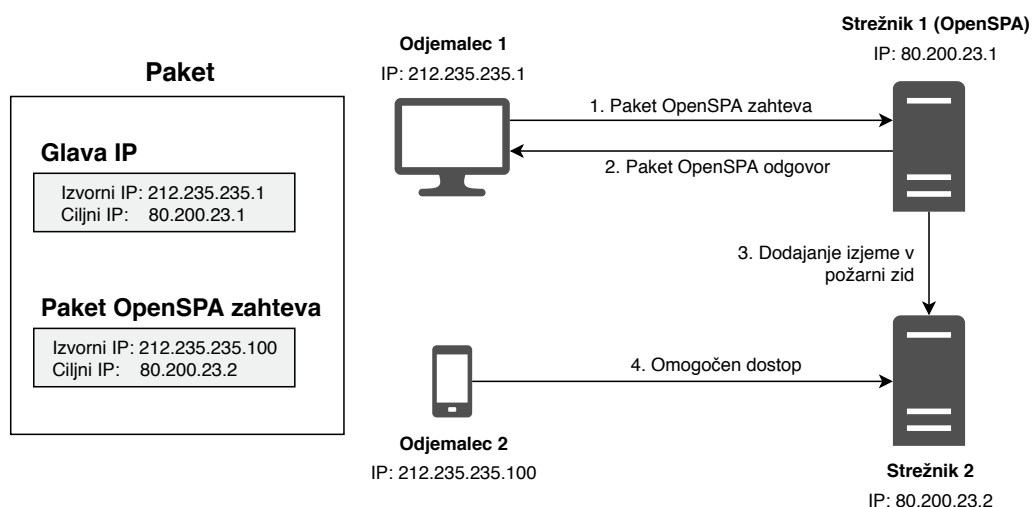 Paket
Glava IP
Izvorni IP: 212.235.235.1
Ciljni IP: 80.200.23.1
Paket OpenSPA zahteva
Izvorni IP: 212.235.235.100
Ciljni IP: 80.200.23.2
Odjemalec 1
IP: 212.235.235.1
Strežnik 1 (OpenSPA)
IP: 80.200.23.1
1. Paket OpenSPA zahteva
2. Paket OpenSPA odgovor
3. Dodajanje izjeme v
požarni zid
4. Omogočen dostop
Odjemalec 2
IP: 212.235.235.100
Strežnik 2
IP: 80.200.23.2